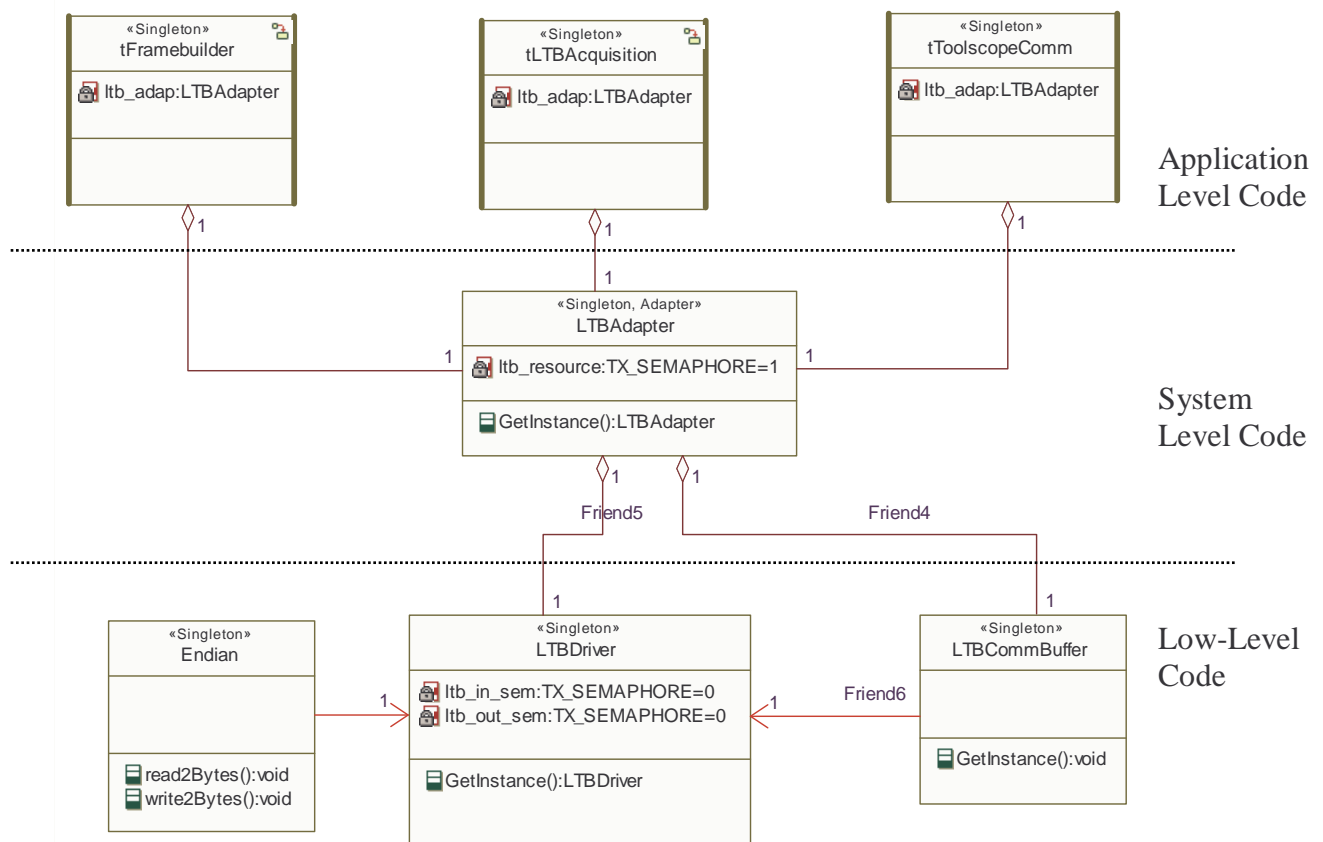 «Singleton»
tFramebuilder
ltb_adap:LTBAdapter
1
«Singleton»
tLTBAcquisition
ltb_adap:LTBAdapter
1
«Singleton»
tToolscopeComm
ltb_adap:LTBAdapter
1
Application
Level Code
1
1
1
«Singleton, Adapter»
LTBAdapter
ltb_resource:TX_SEMAPHORE=1
GetInstance():LTBAdapter
System
Level Code
1
1
Friend5
Friend4
1
1
«Singleton»
Endian
read2Bytes():void
write2Bytes():void
1
«Singleton»
LTBDriver
ltb_in_sem:TX_SEMAPHORE=0
ltb_out_sem:TX_SEMAPHORE=0
GetInstance():LTBDriver
1
Friend6
«Singleton»
LTBCommBuffer
GetInstance():void
Low-Level
Code